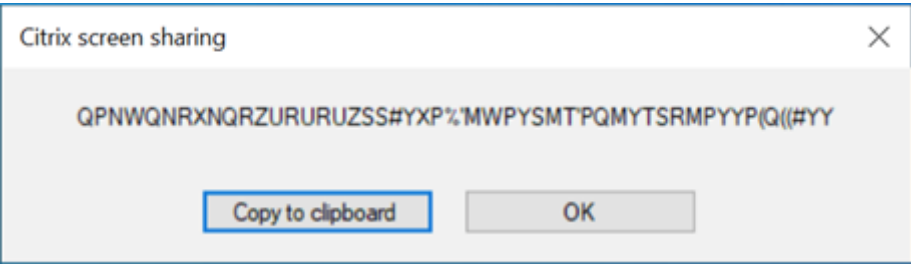 Citrix screen sharing
QPNWQNRXNQRZURURUZSS#YXP%'MWPYSMT'PQMYTSRMPYYP(Q((#YY
Copy to clipboard OK